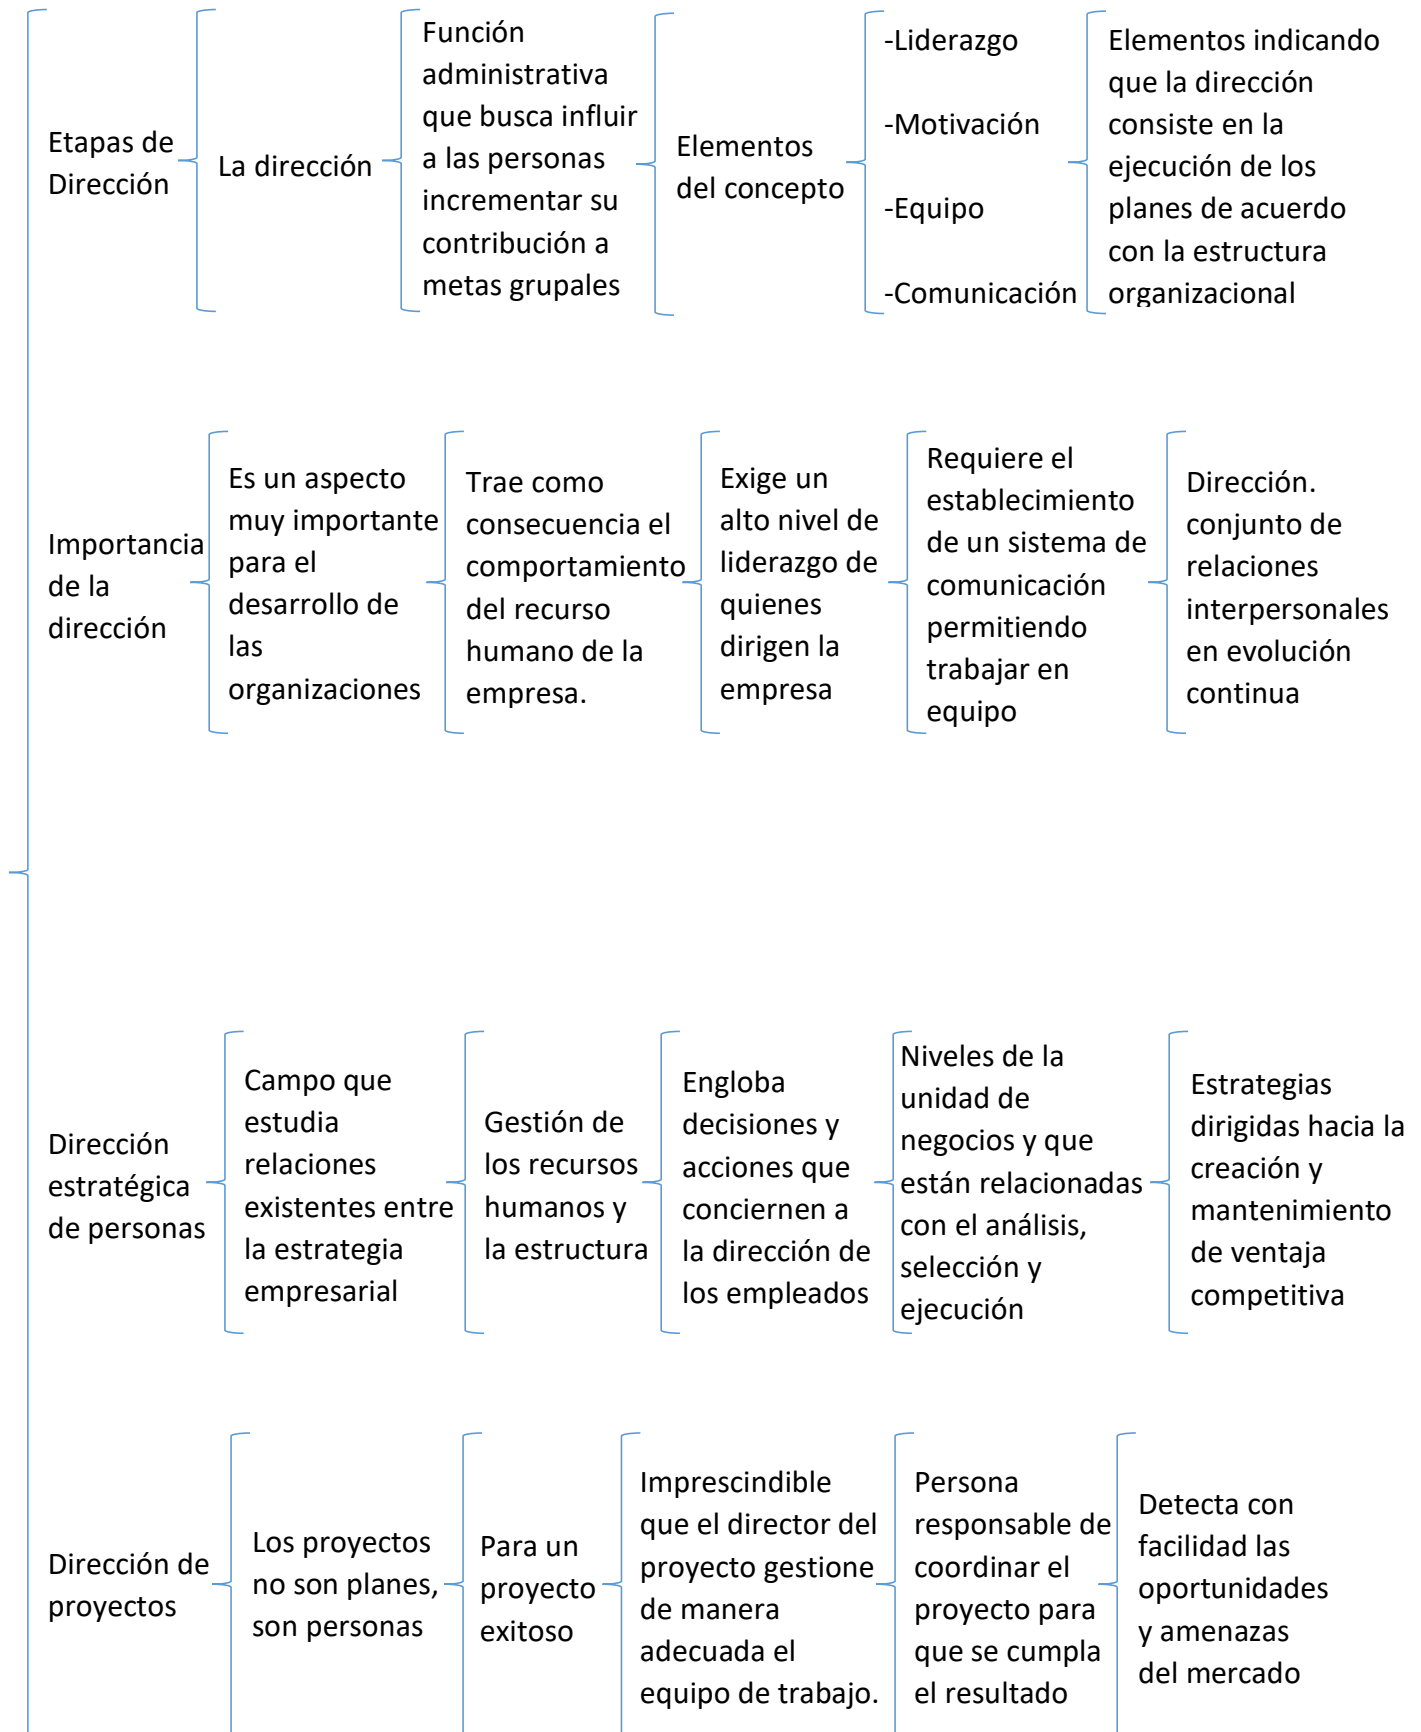 Etapas de
Dirección
La dirección
Función
administrativa
que busca influir
a las personas
incrementar su
contribución a
metas grupales
Elementos
del concepto
-Liderazgo
-Motivación
-Equipo
-Comunicación
Elementos indicando
que la dirección
consiste en la
ejecución de los
planes de acuerdo
con la estructura
organizacional
Importancia
de la
dirección
Es un aspecto
muy importante
para el
desarrollo de
las
organizaciones
Trae como
consecuencia el
comportamiento
del recurso
humano de la
empresa.
Exige un
alto nivel de
liderazgo de
quienes
dirigen la
empresa
Requiere el
establecimiento
de un sistema de
comunicación
permitiendo
trabajar en
equipo
Dirección.
conjunto de
relaciones
interpersonales
en evolución
continua
Dirección
estratégica
de personas
Campo que
estudia
relaciones
existentes entre
la estrategia
empresarial
Gestión de
los recursos
humanos y
la estructura
Engloba
decisiones y
acciones que
conciernen a
la dirección de
los empleados
Niveles de la
unidad de
negocios y que
están relacionadas
con el análisis,
selección y
ejecución
Estrategias
dirigidas hacia la
creación y
mantenimiento
de ventaja
competitiva
Dirección de
proyectos
Los proyectos
no son planes,
son personas
Para un
proyecto
exitoso
Imprescindible
que el director del
proyecto gestione
de manera
adecuada el
equipo de trabajo.
Persona
responsable de
coordinar el
proyecto para
que se cumpla
el resultado
Detecta con
facilidad las
oportunidades
y amenazas
del mercado